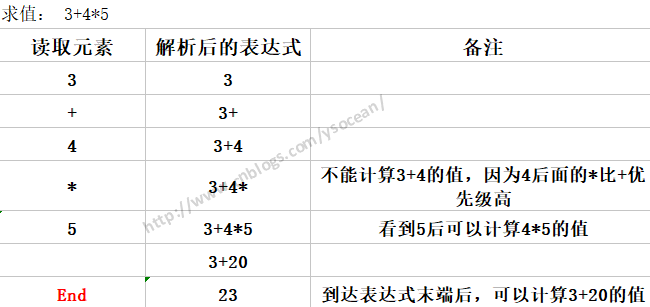 求值： 3+4*5
读取元素 解析后的表达式 备注
3 3
+ 3+
4 3+4
* 3+4* 不能计算3+4的值，因为4后面的*比+优
先级高
5 3+4*5 看到5后可以计算4*5的值
3+20
End 23 到达表达式末端后，可以计算3+20的值
http://www.cnblogs.com/ysocean/